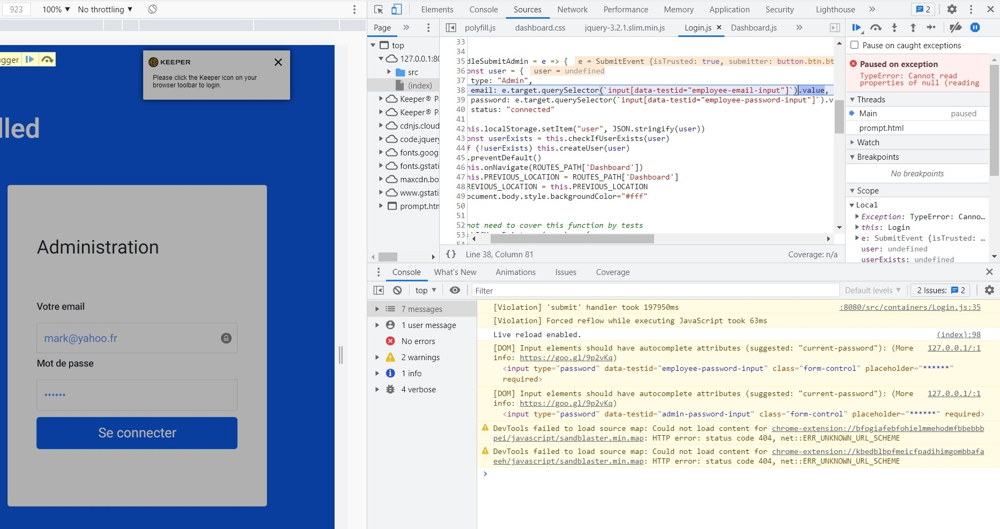 923
100% ▼
No throttling ▼
Elements
Console
Sources
Network
Performance
Memory
Application
Security
Lighthouse
»
2
gger
KEEPER
Please click the Keeper icon on your
browser toolbar to login.
lled
Administration
Votre email
mark@yahoo.fr
Mot de passe
••••••
Se connecter
Page
»
top
127.0.0.1:80
src
(index)
Keeper® P
Keeper® P
cdnjs.cloud
code.jquery
fonts.goog
fonts.gstati
maxcdn.bo
www.gstati
prompt.htm
polyfill.js
dashboard.css
jquery-3.2.1.slim.min.js
Login.js ×
Dashboard.js
»
33
34
35 dleSubmitAdmin = e => { e = SubmitEvent {isTrusted: true, submitter: button.btn.bt
36 onst user = { user = undefined
37 type: "Admin",
38 email: e.target.querySelector(`input[data-testid="employee-email-input"]`).value,
39 password: e.target.querySelector(`input[data-testid="employee-password-input"]`).v
40 status: "connected"
41
42 his.localStorage.setItem("user", JSON.stringify(user))
43 onst userExists = this.checkIfUserExists(user)
44 f (!userExists) this.createUser(user)
45 .preventDefault()
46 his.onNavigate(ROUTES_PATH['Dashboard'])
47 his.PREVIOUS_LOCATION = ROUTES_PATH['Dashboard']
48 REVIOUS_LOCATION = this.PREVIOUS_LOCATION
49 ocument.body.style.backgroundColor="#fff"
50
51
52 not need to cover this function by tests
53
{} Line 38, Column 81
Coverage: n/a
Pause on caught exceptions
Paused on exception
TypeError: Cannot read
properties of null (reading
Threads
Main paused
prompt.html
Watch
Breakpoints
No breakpoints
Scope
Local
Exception: TypeError: Canno…
this: Login
e: SubmitEvent {isTrusted: …
user: undefined
userExists: undefined
Console
What's New
Animations
Issues
Coverage
top ▼
Filter
Default levels ▼
2 Issues: 2
7 messages
1 user message
No errors
2 warnings
1 info
4 verbose
[Violation] 'submit' handler took 197950ms :8080/src/containers/Login.js:35
[Violation] Forced reflow while executing JavaScript took 63ms
Live reload enabled. (index):98
[DOM] Input elements should have autocomplete attributes (suggested: "current-password"): (More 127.0.0.1/:1
info: https://goo.gl/9p2vKq)
<input type="password" data-testid="employee-password-input" class="form-control" placeholder="******"
required>
[DOM] Input elements should have autocomplete attributes (suggested: "current-password"): (More 127.0.0.1/:1
info: https://goo.gl/9p2vKq)
<input type="password" data-testid="admin-password-input" class="form-control" placeholder="******" required>
DevTools failed to load source map: Could not load content for chrome-extension://bfogiafebfohielmmehodmfbbebbb
pei/javascript/sandblaster.min.map: HTTP error: status code 404, net::ERR_UNKNOWN_URL_SCHEME
DevTools failed to load source map: Could not load content for chrome-extension://kbedblbpfmeicfpadihimgombbafa
eeh/javascript/sandblaster.min.map: HTTP error: status code 404, net::ERR_UNKNOWN_URL_SCHEME
>